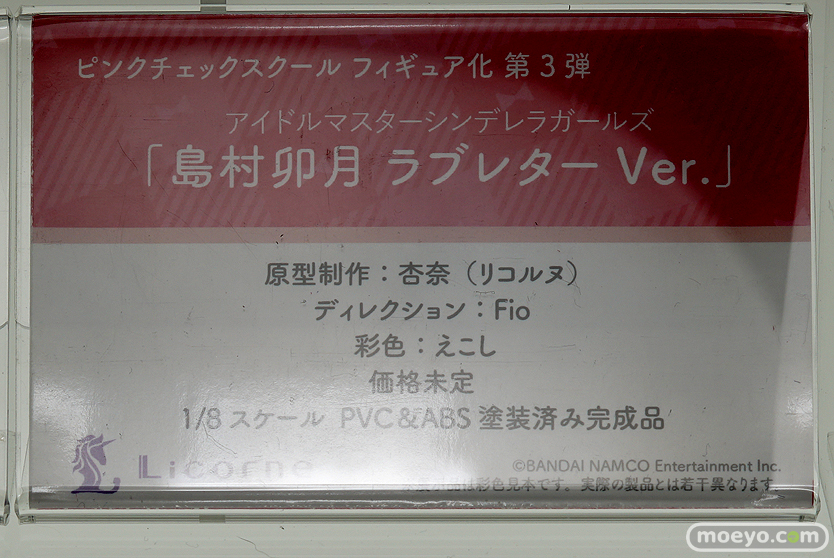 ピンクチェックスクール フィギュア化 第3弾
アイドルマスターシンデレラガールズ
「島村卯月 ラブレター Ver.」
原型制作：杏奈（リコルヌ）
ディレクション：Fio
彩色：えこし
価格未定
1/8スケール PVC＆ABS塗装済み完成品
Licorne
©BANDAI NAMCO Entertainment Inc.
は彩色見本です。実際の製品とは若干異なります。
moeyo.com